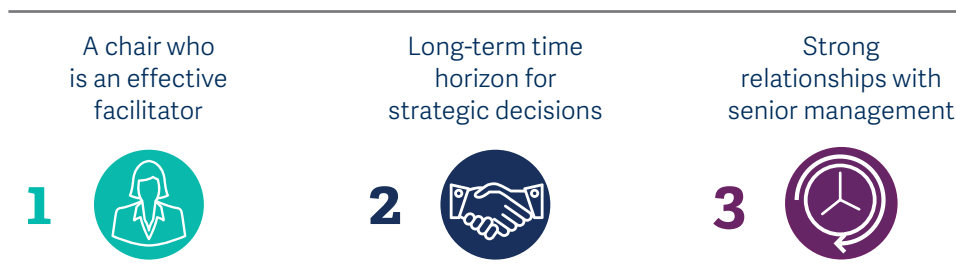 A chair who
is an effective
facilitator
1
Long-term time
horizon for
strategic decisions
2
Strong
relationships with
senior management
3